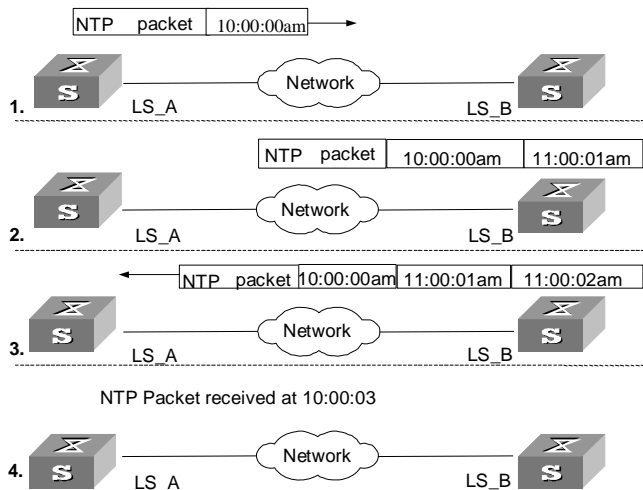 NTP packet 10:00:00am
Network
1. LS_A LS_B
S S
NTP packet 10:00:00am 11:00:01am
Network
2. LS_A LS_B
S S
NTP packet 10:00:00am 11:00:01am 11:00:02am
Network
3. LS_A LS_B
S S
NTP Packet received at 10:00:03
Network
4. LS_A LS_B
S S